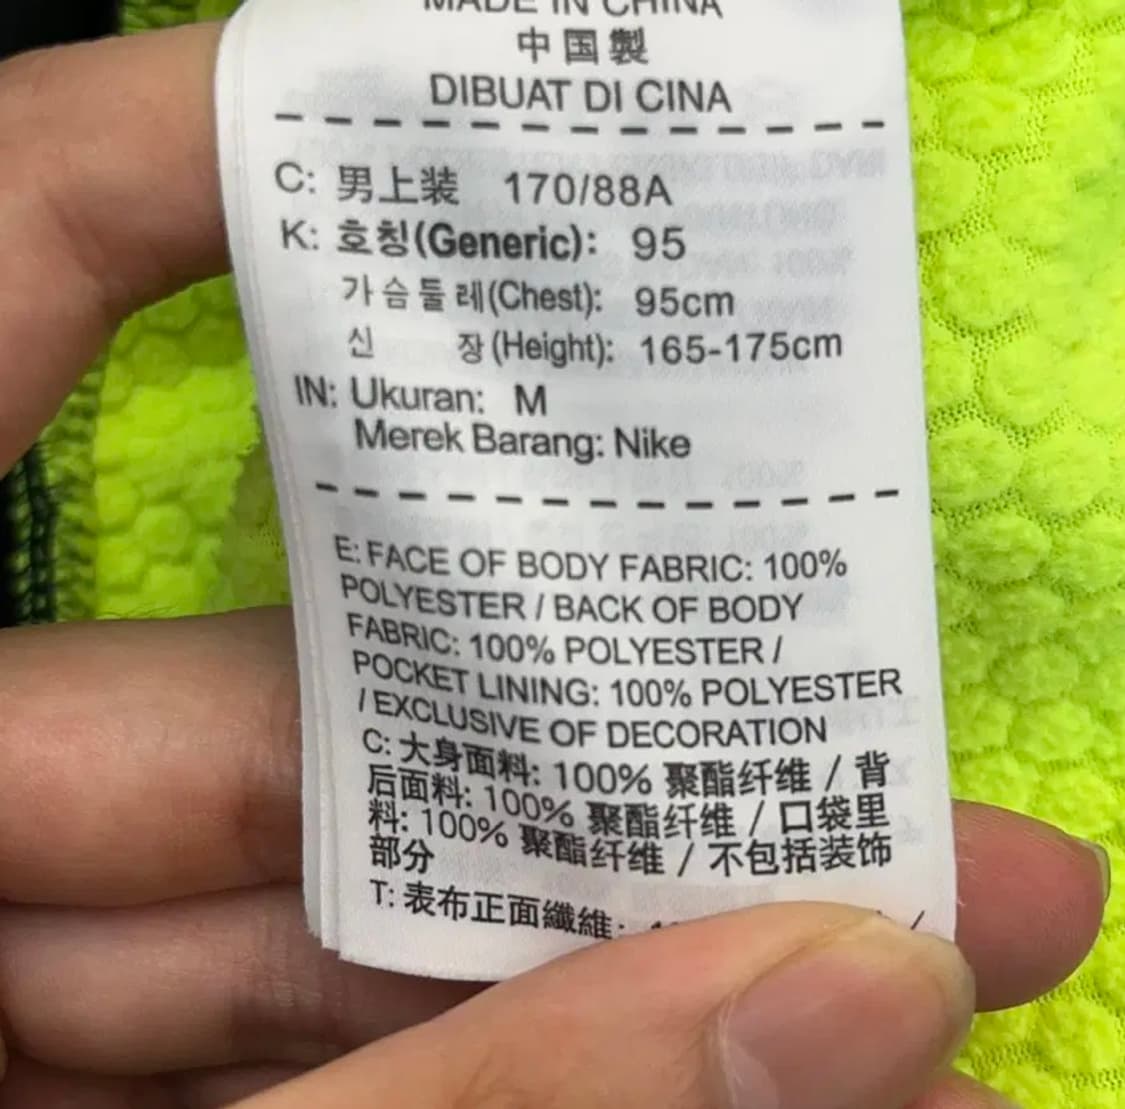 MADE IN CHINA
中国製
DIBUAT DI CINA
C: 男上装 170/88A
K: 호칭(Generic): 95
가슴둘레(Chest): 95cm
신 장(Height): 165-175cm
IN: Ukuran: M
Merek Barang: Nike
E: FACE OF BODY FABRIC: 100%
POLYESTER / BACK OF BODY
FABRIC: 100% POLYESTER /
POCKET LINING: 100% POLYESTER
/ EXCLUSIVE OF DECORATION
C: 大身面料: 100% 聚酯纤维 / 背
后面料: 100% 聚酯纤维 / 口袋里
料: 100% 聚酯纤维 / 不包括装饰
部分
T: 表布正面纖維: